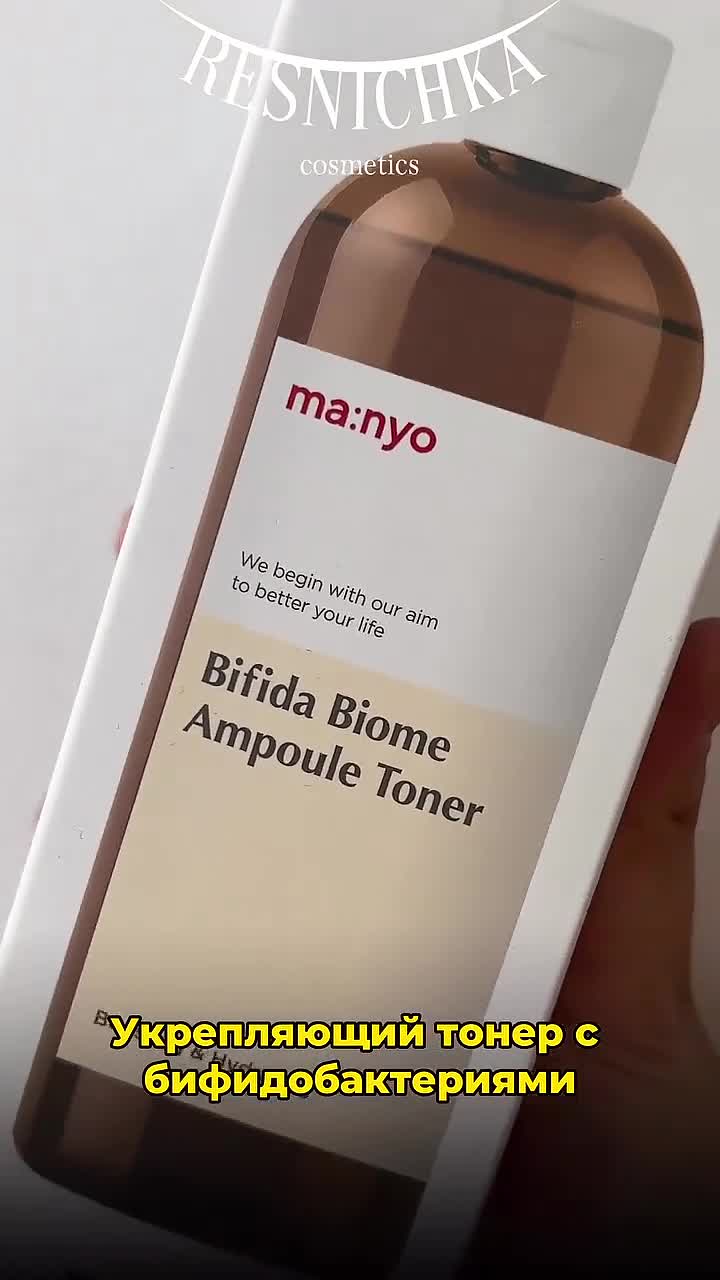 RESNICHKA
cosmetics
ma:nyo
We begin with our aim
to better your life
Bifida Biome
Ampoule Toner
&
Укрепляющий тонер с
бифидобактериями